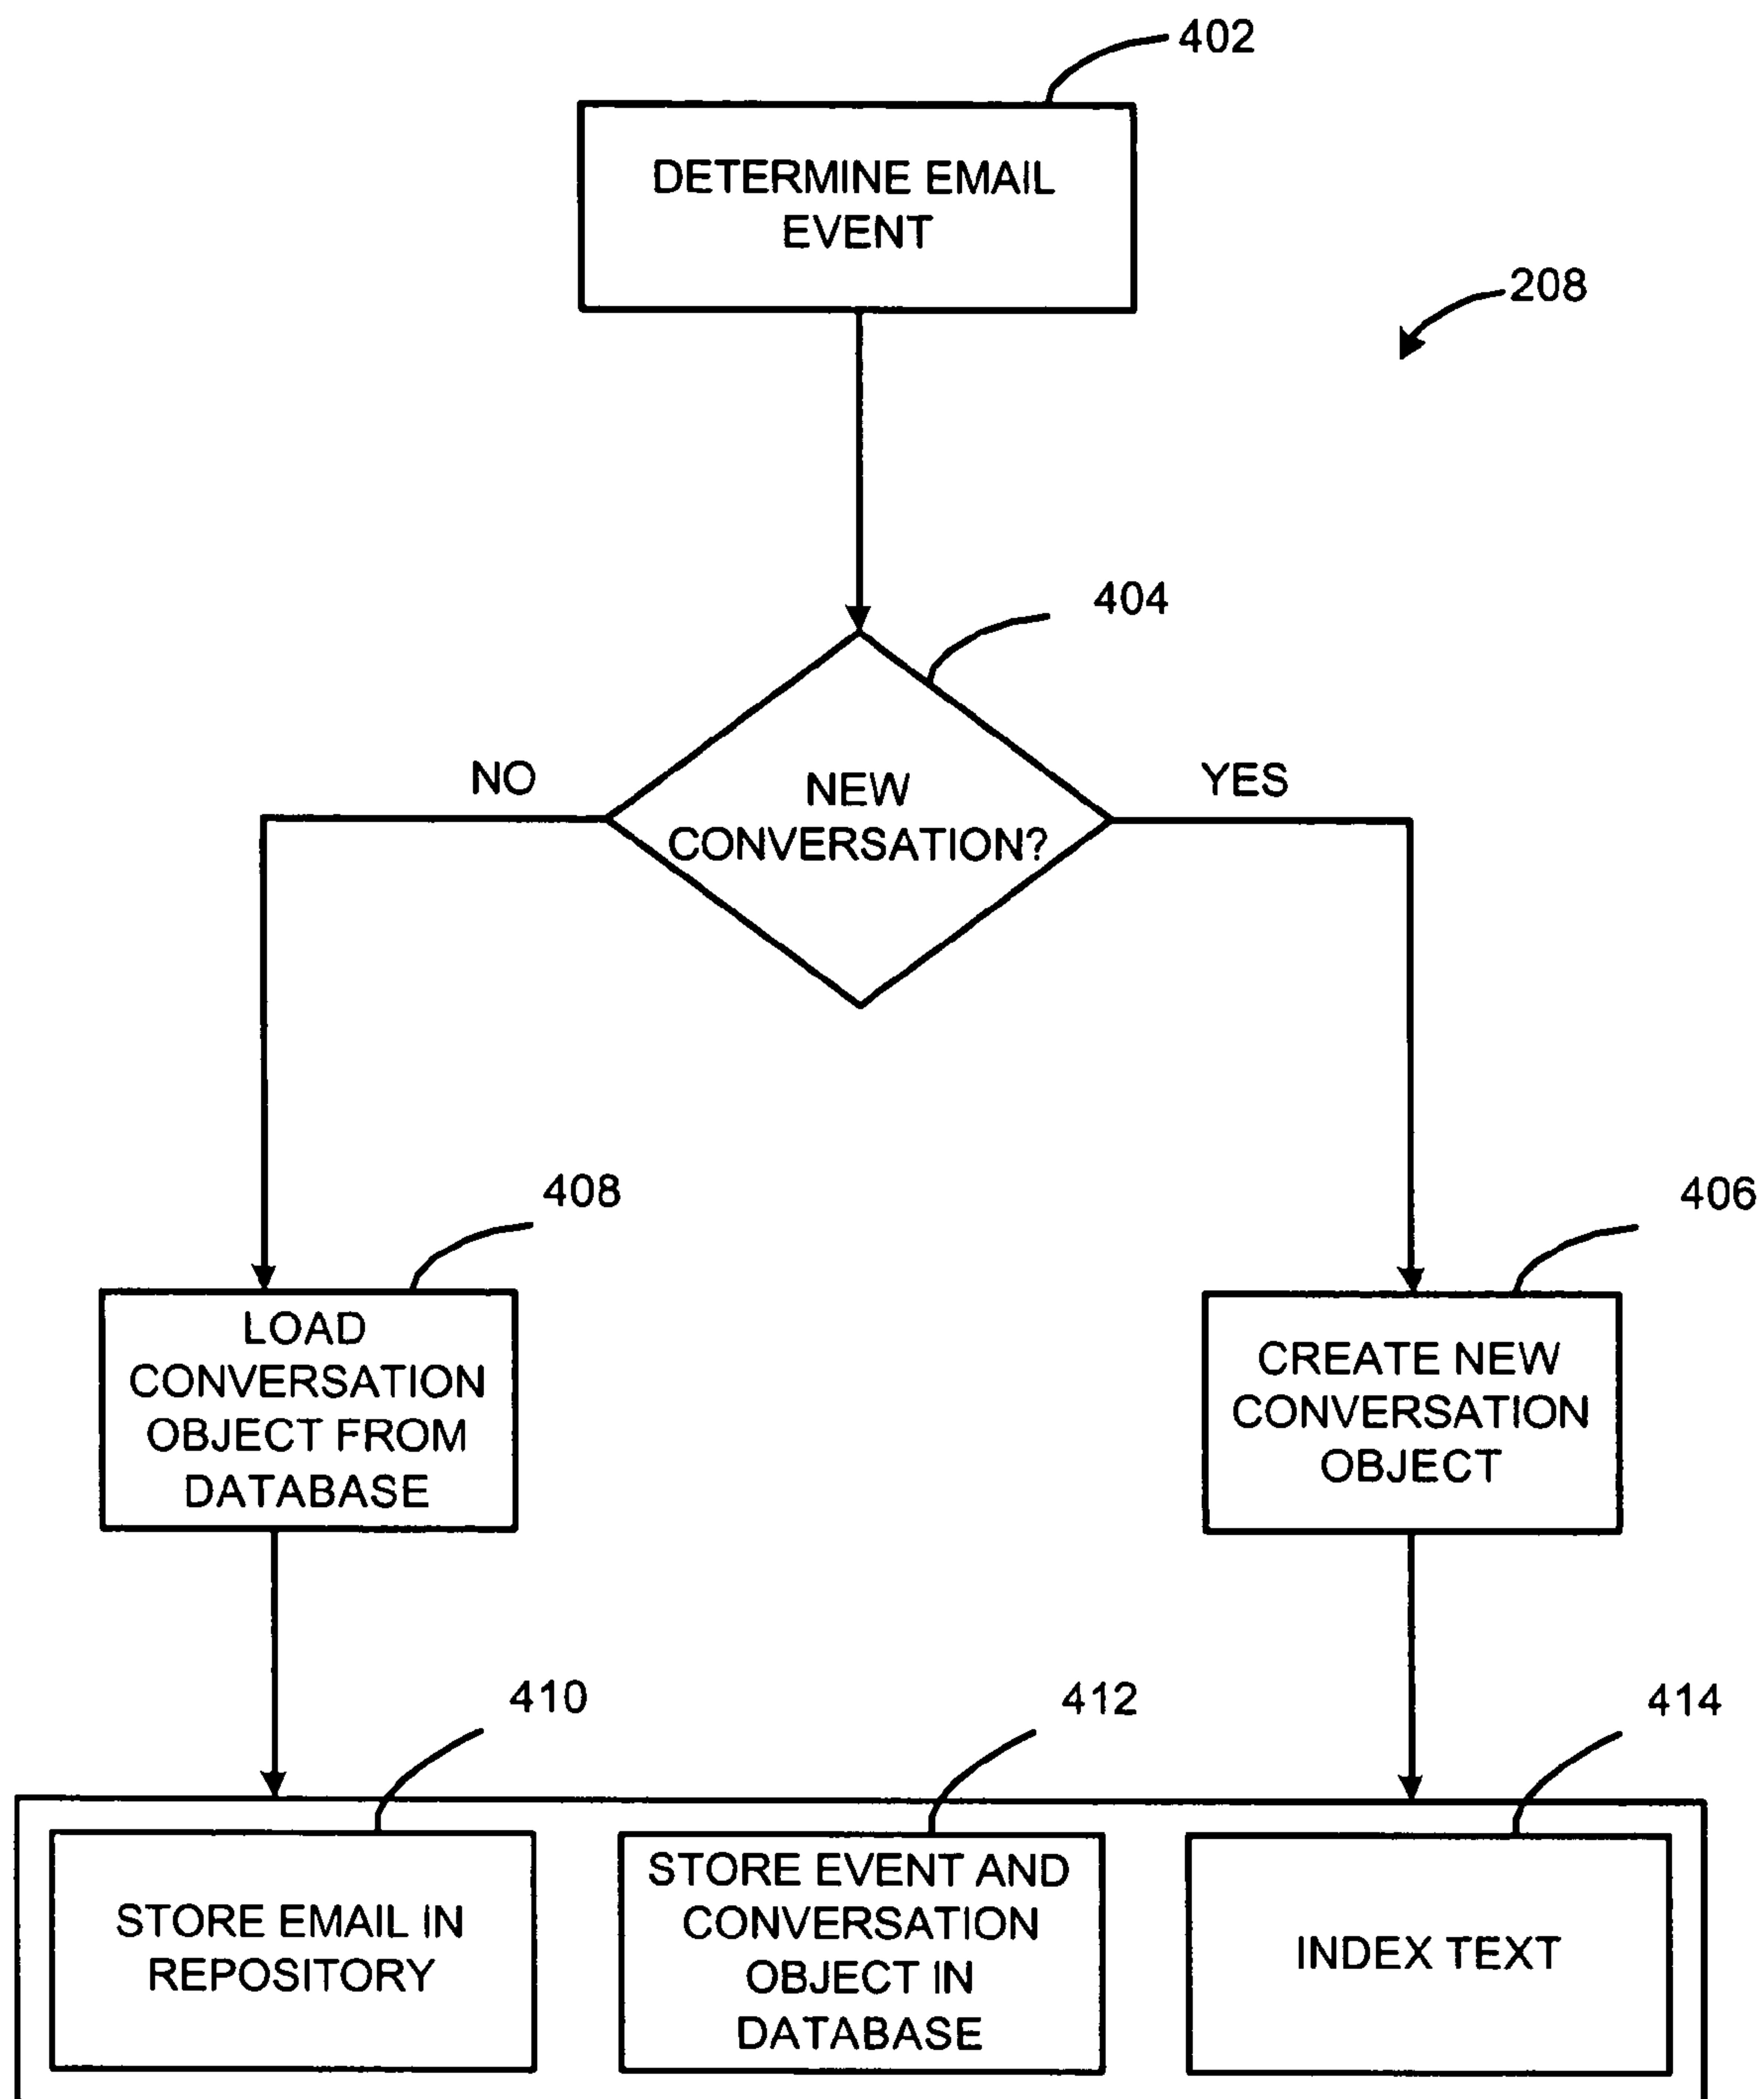 402
DETERMINE EMAIL
EVENT
208
404
NO
NEW
CONVERSATION?
YES
408
406
LOAD
CONVERSATION
OBJECT FROM
DATABASE
CREATE NEW
CONVERSATION
OBJECT
410
412
414
STORE EMAIL IN
REPOSITORY
STORE EVENT AND
CONVERSATION
OBJECT IN
DATABASE
INDEX TEXT